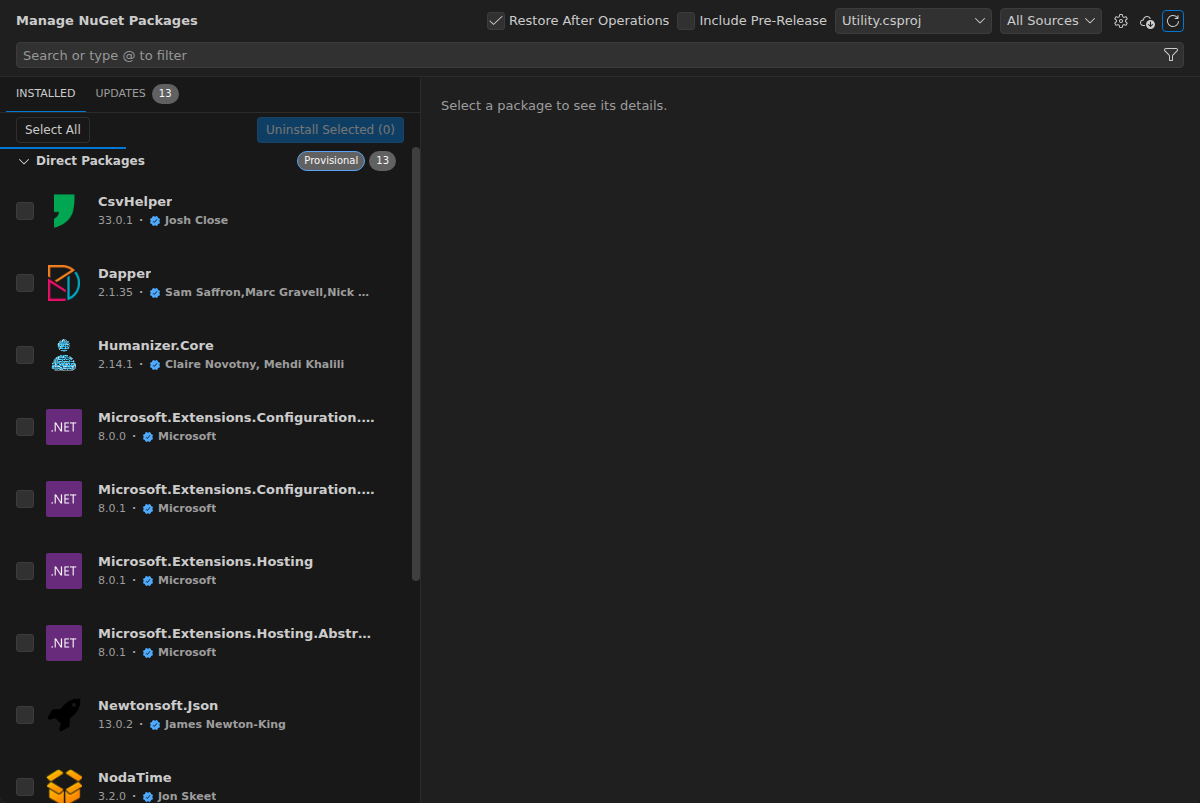 Manage NuGet Packages
Restore After Operations
Include Pre-Release
Utility.csproj
All Sources
Search or type @ to filter
INSTALLED
UPDATES 13
Select All
Uninstall Selected (0)
Direct Packages
Provisional
13
CsvHelper
33.0.1 · Josh Close
Dapper
2.1.35 · Sam Saffron,Marc Gravell,Nick ...
Humanizer.Core
2.14.1 · Claire Novotny, Mehdi Khalili
.NET
Microsoft.Extensions.Configuration....
8.0.0 · Microsoft
.NET
Microsoft.Extensions.Configuration....
8.0.1 · Microsoft
.NET
Microsoft.Extensions.Hosting
8.0.1 · Microsoft
.NET
Microsoft.Extensions.Hosting.Abstr...
8.0.1 · Microsoft
Newtonsoft.Json
13.0.2 · James Newton-King
NodaTime
3.2.0 · Jon Skeet
Select a package to see its details.